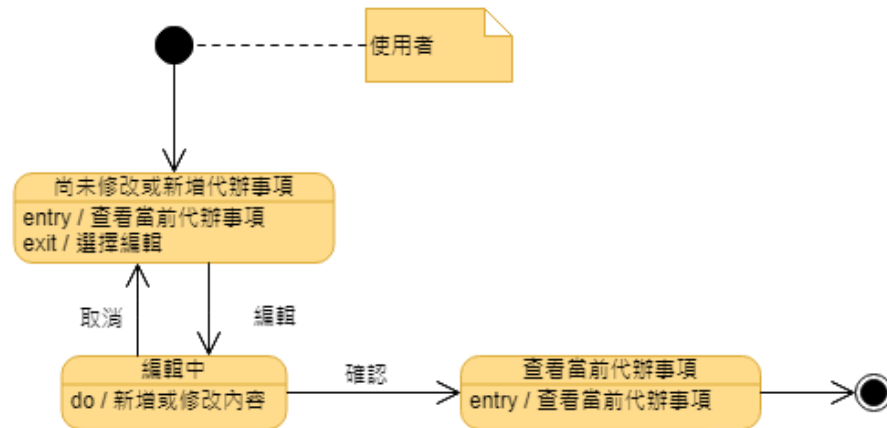 使用者
尚未修改或新增代辦事項
entry / 查看當前代辦事項
exit / 選擇編輯
取消
編輯
編輯中
do / 新增或修改內容
確認
查看當前代辦事項
entry / 查看當前代辦事項